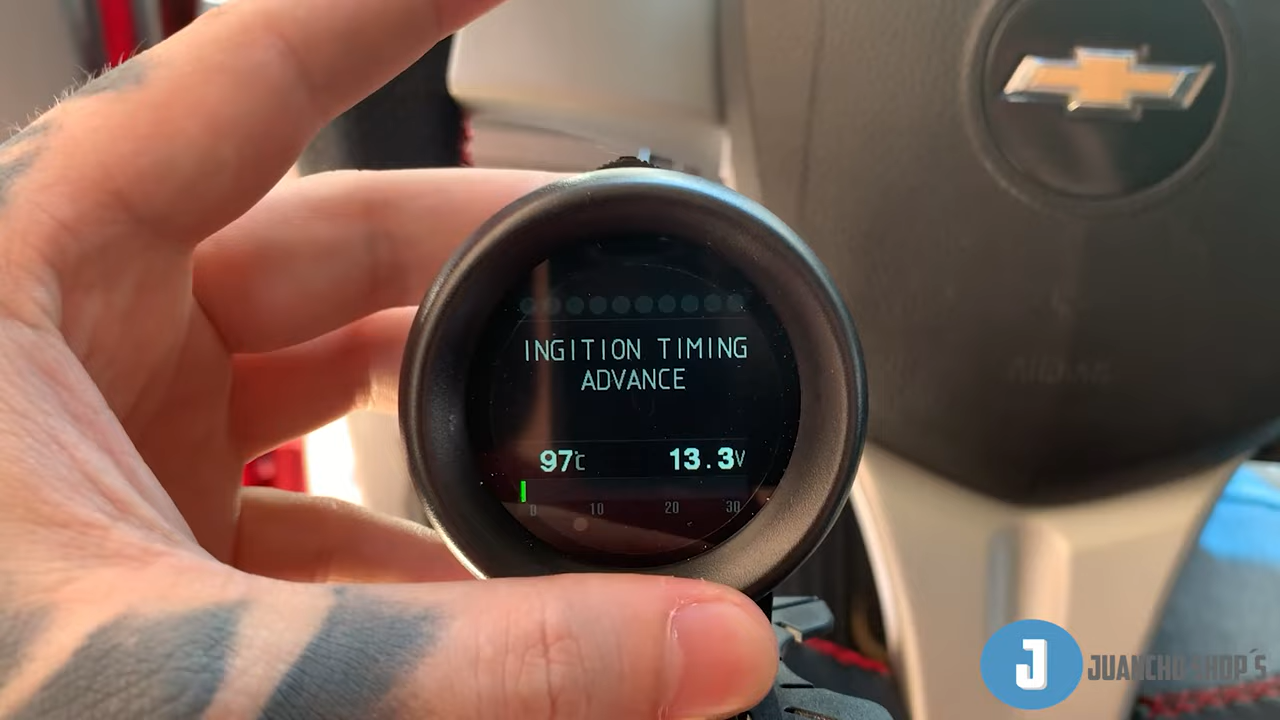 INGITION TIMING
ADVANCE
97℃ 13.3V
0 10 20 30
J JUANCHO SHOP´S